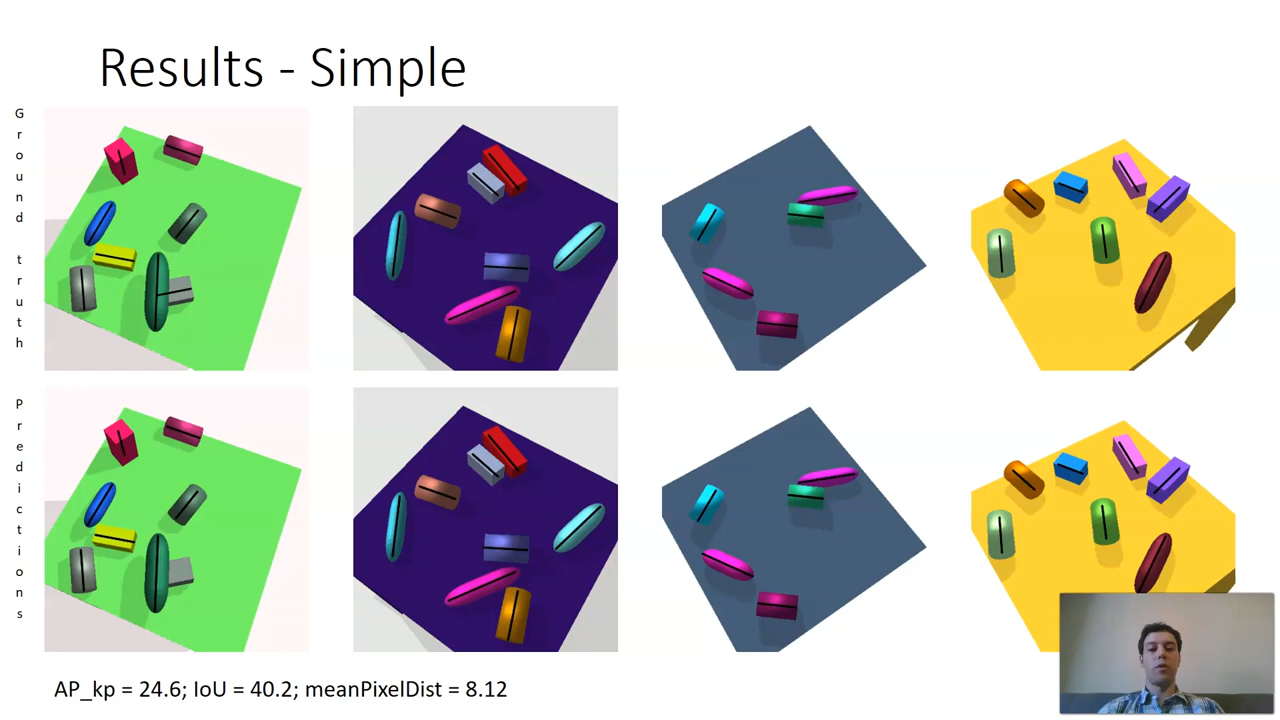 Results - Simple
Ground truth
Predictions
AP_kp = 24.6; IoU = 40.2; meanPixelDist = 8.12